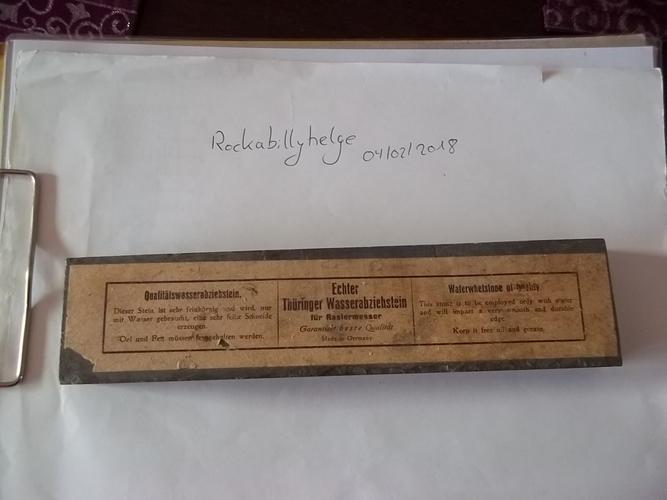 Rockabillyhelge 04/02/2018
Qualitätswasserabziehstein.
Dieser Stein ist sehr feinkörnig und wird, nur
mit Wasser gebraucht, eine sehr feine Schneide
erzeugen.
Oel und Fett müssen ferngehalten werden.
Echter
Thüringer Wasserabziehstein
für Rasiermesser
Garantiert beste Qualität
Made in Germany
Waterwhetstone of quality
This stone is to be employed only with water
and will impart a very smooth and durable
edge.
Keep it free oil and grease.